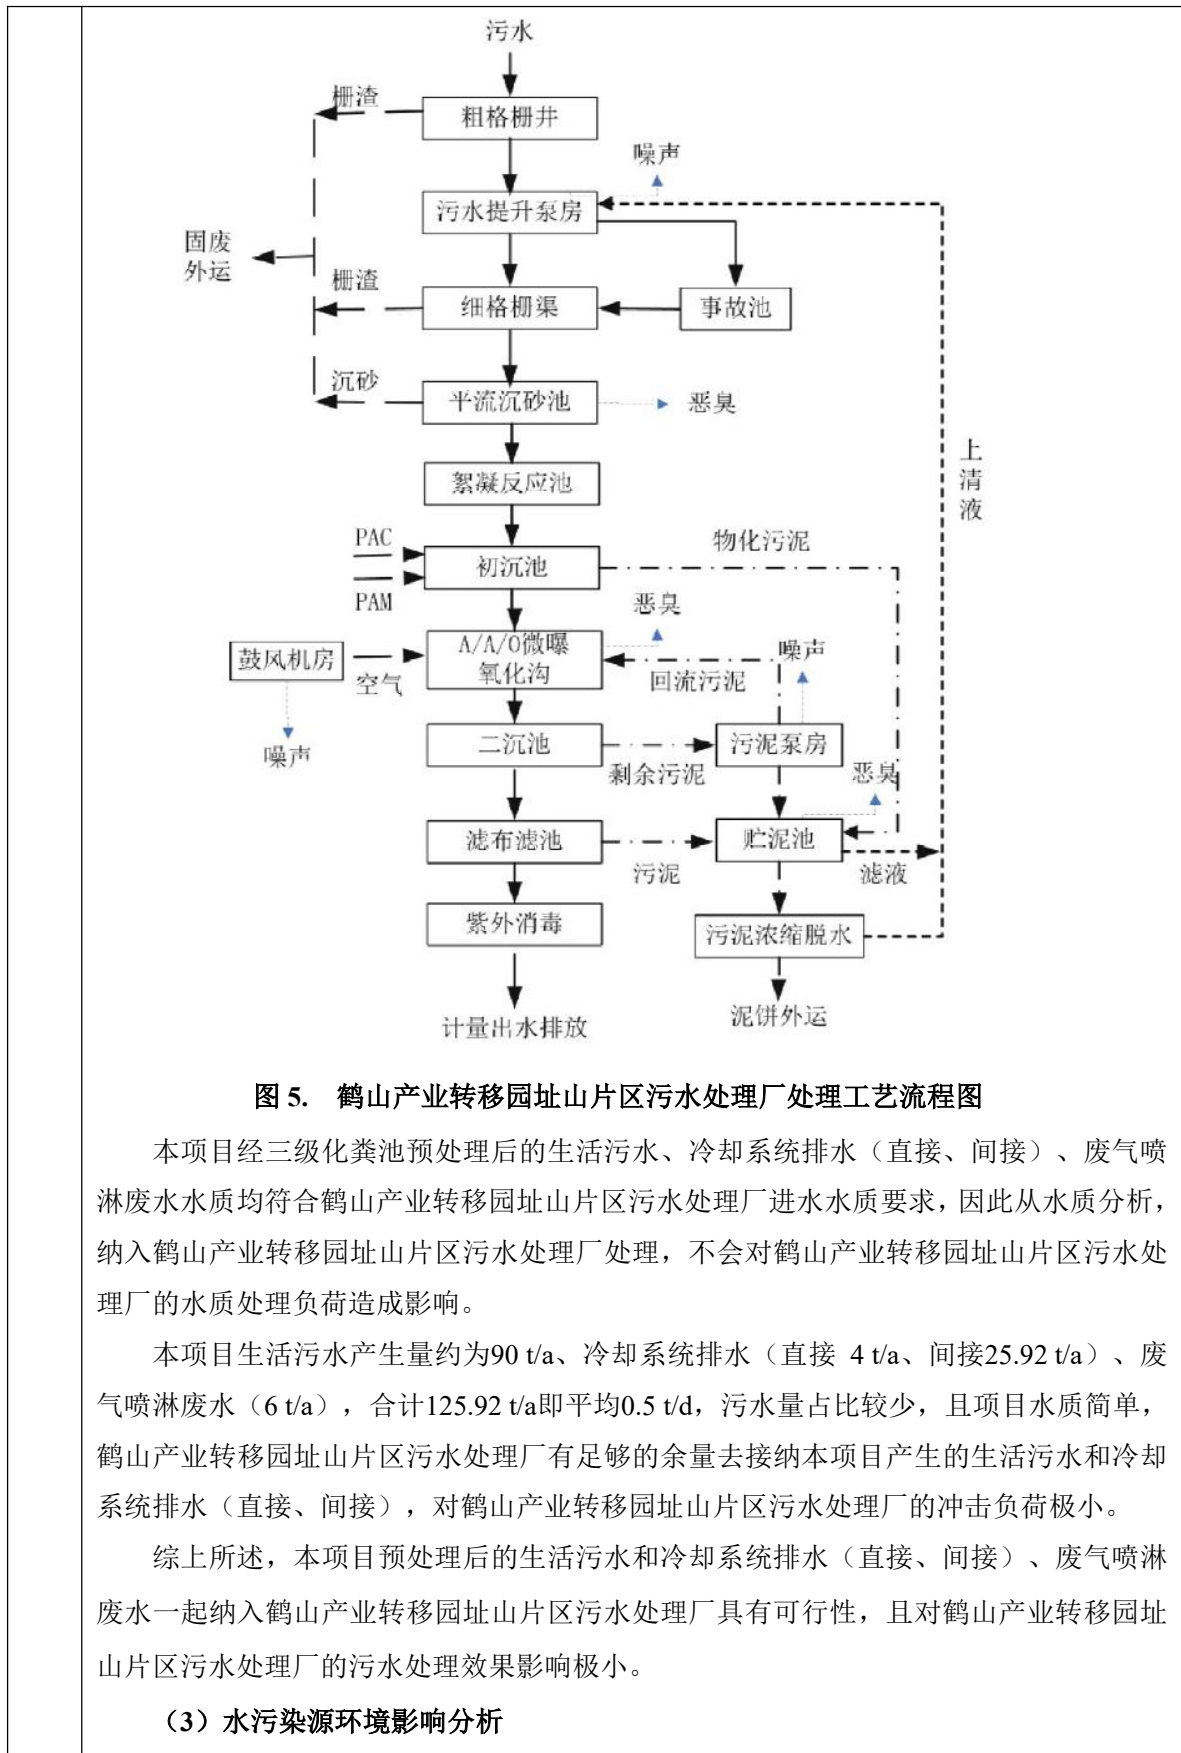 污水
栅渣
粗格栅井
噪声
污水提升泵房
固废
外运
栅渣
细格栅渠
事故池
沉砂
平流沉砂池
恶臭
上清液
絮凝反应池
PAC
物化污泥
初沉池
PAM
恶臭
鼓风机房
空气
A/A/O微曝
氧化沟
回流污泥
噪声
噪声
二沉池
剩余污泥
污泥泵房
恶臭
滤布滤池
污泥
贮泥池
滤液
紫外消毒
污泥浓缩脱水
计量出水排放
泥饼外运
图 5. 鹤山产业转移园址山片区污水处理厂处理工艺流程图
本项目经三级化粪池预处理后的生活污水、冷却系统排水（直接、间接）、废气喷
淋废水水质均符合鹤山产业转移园址山片区污水处理厂进水水质要求，因此从水质分析，
纳入鹤山产业转移园址山片区污水处理厂处理，不会对鹤山产业转移园址山片区污水处
理厂的水质处理负荷造成影响。
本项目生活污水产生量约为90 t/a、冷却系统排水（直接 4 t/a、间接25.92 t/a）、废
气喷淋废水（6 t/a），合计125.92 t/a即平均0.5 t/d，污水量占比较少，且项目水质简单，
鹤山产业转移园址山片区污水处理厂有足够的余量去接纳本项目产生的生活污水和冷却
系统排水（直接、间接），对鹤山产业转移园址山片区污水处理厂的冲击负荷极小。
综上所述，本项目预处理后的生活污水和冷却系统排水（直接、间接）、废气喷淋
废水一起纳入鹤山产业转移园址山片区污水处理厂具有可行性，且对鹤山产业转移园址
山片区污水处理厂的污水处理效果影响极小。
（3）水污染源环境影响分析